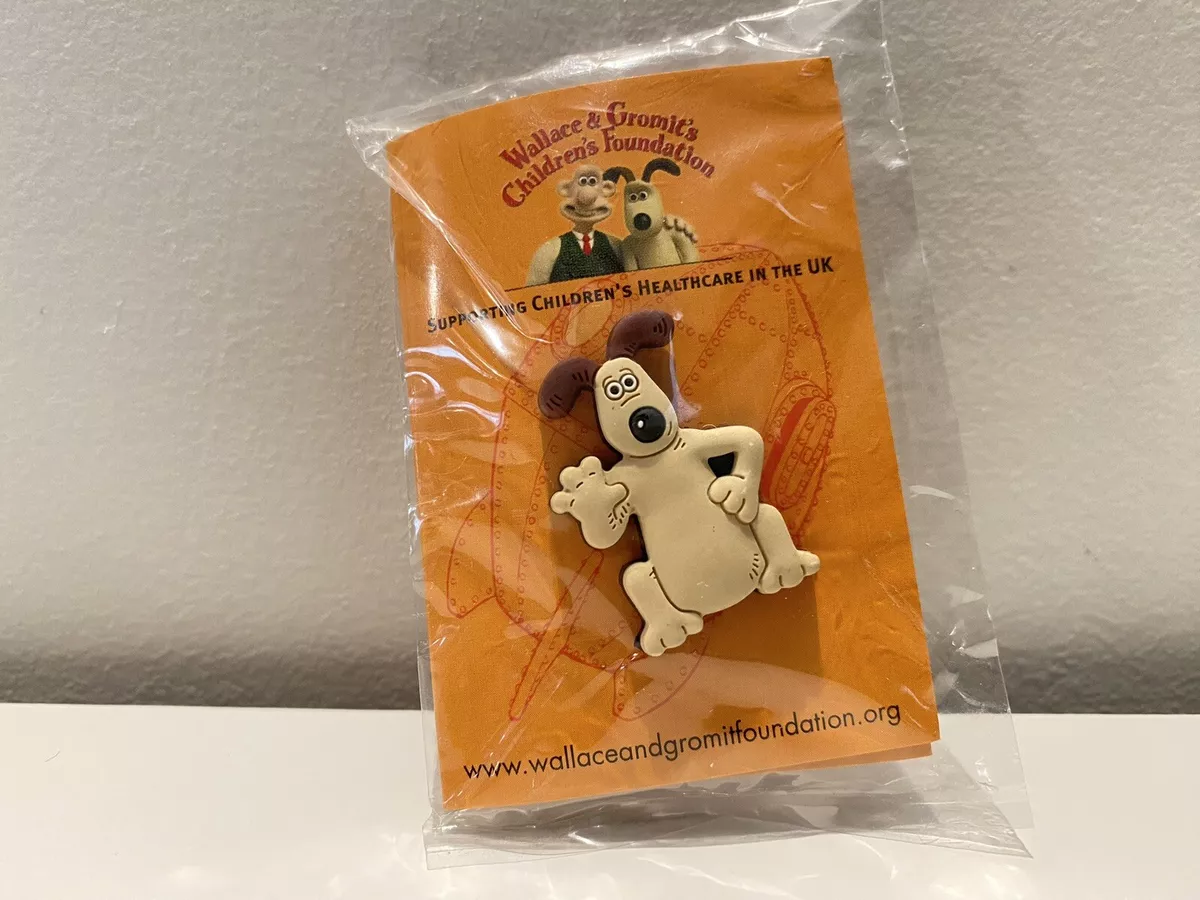 Wallace & Gromit's
Children's Foundation
Supporting Children's Healthcare in the UK
www.wallaceandgromitfoundation.org